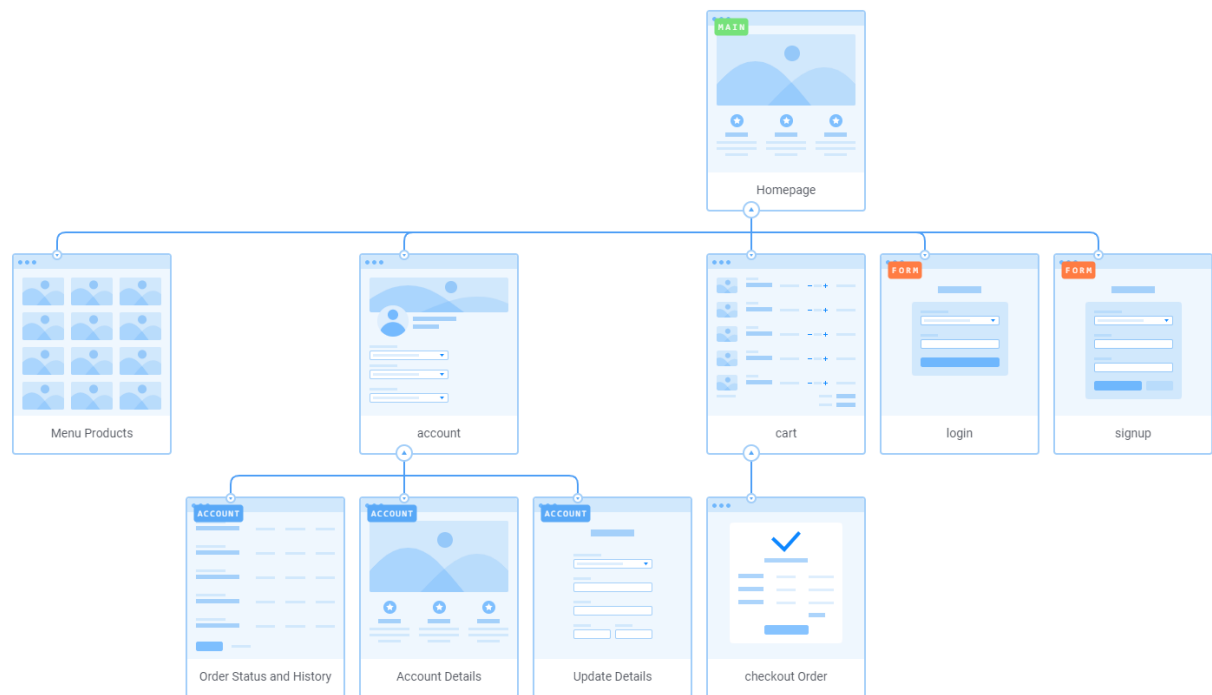 MAIN
Homepage
FORM
FORM
Menu Products
account
cart
login
signup
ACCOUNT
ACCOUNT
ACCOUNT
Order Status and History
Account Details
Update Details
checkout Order